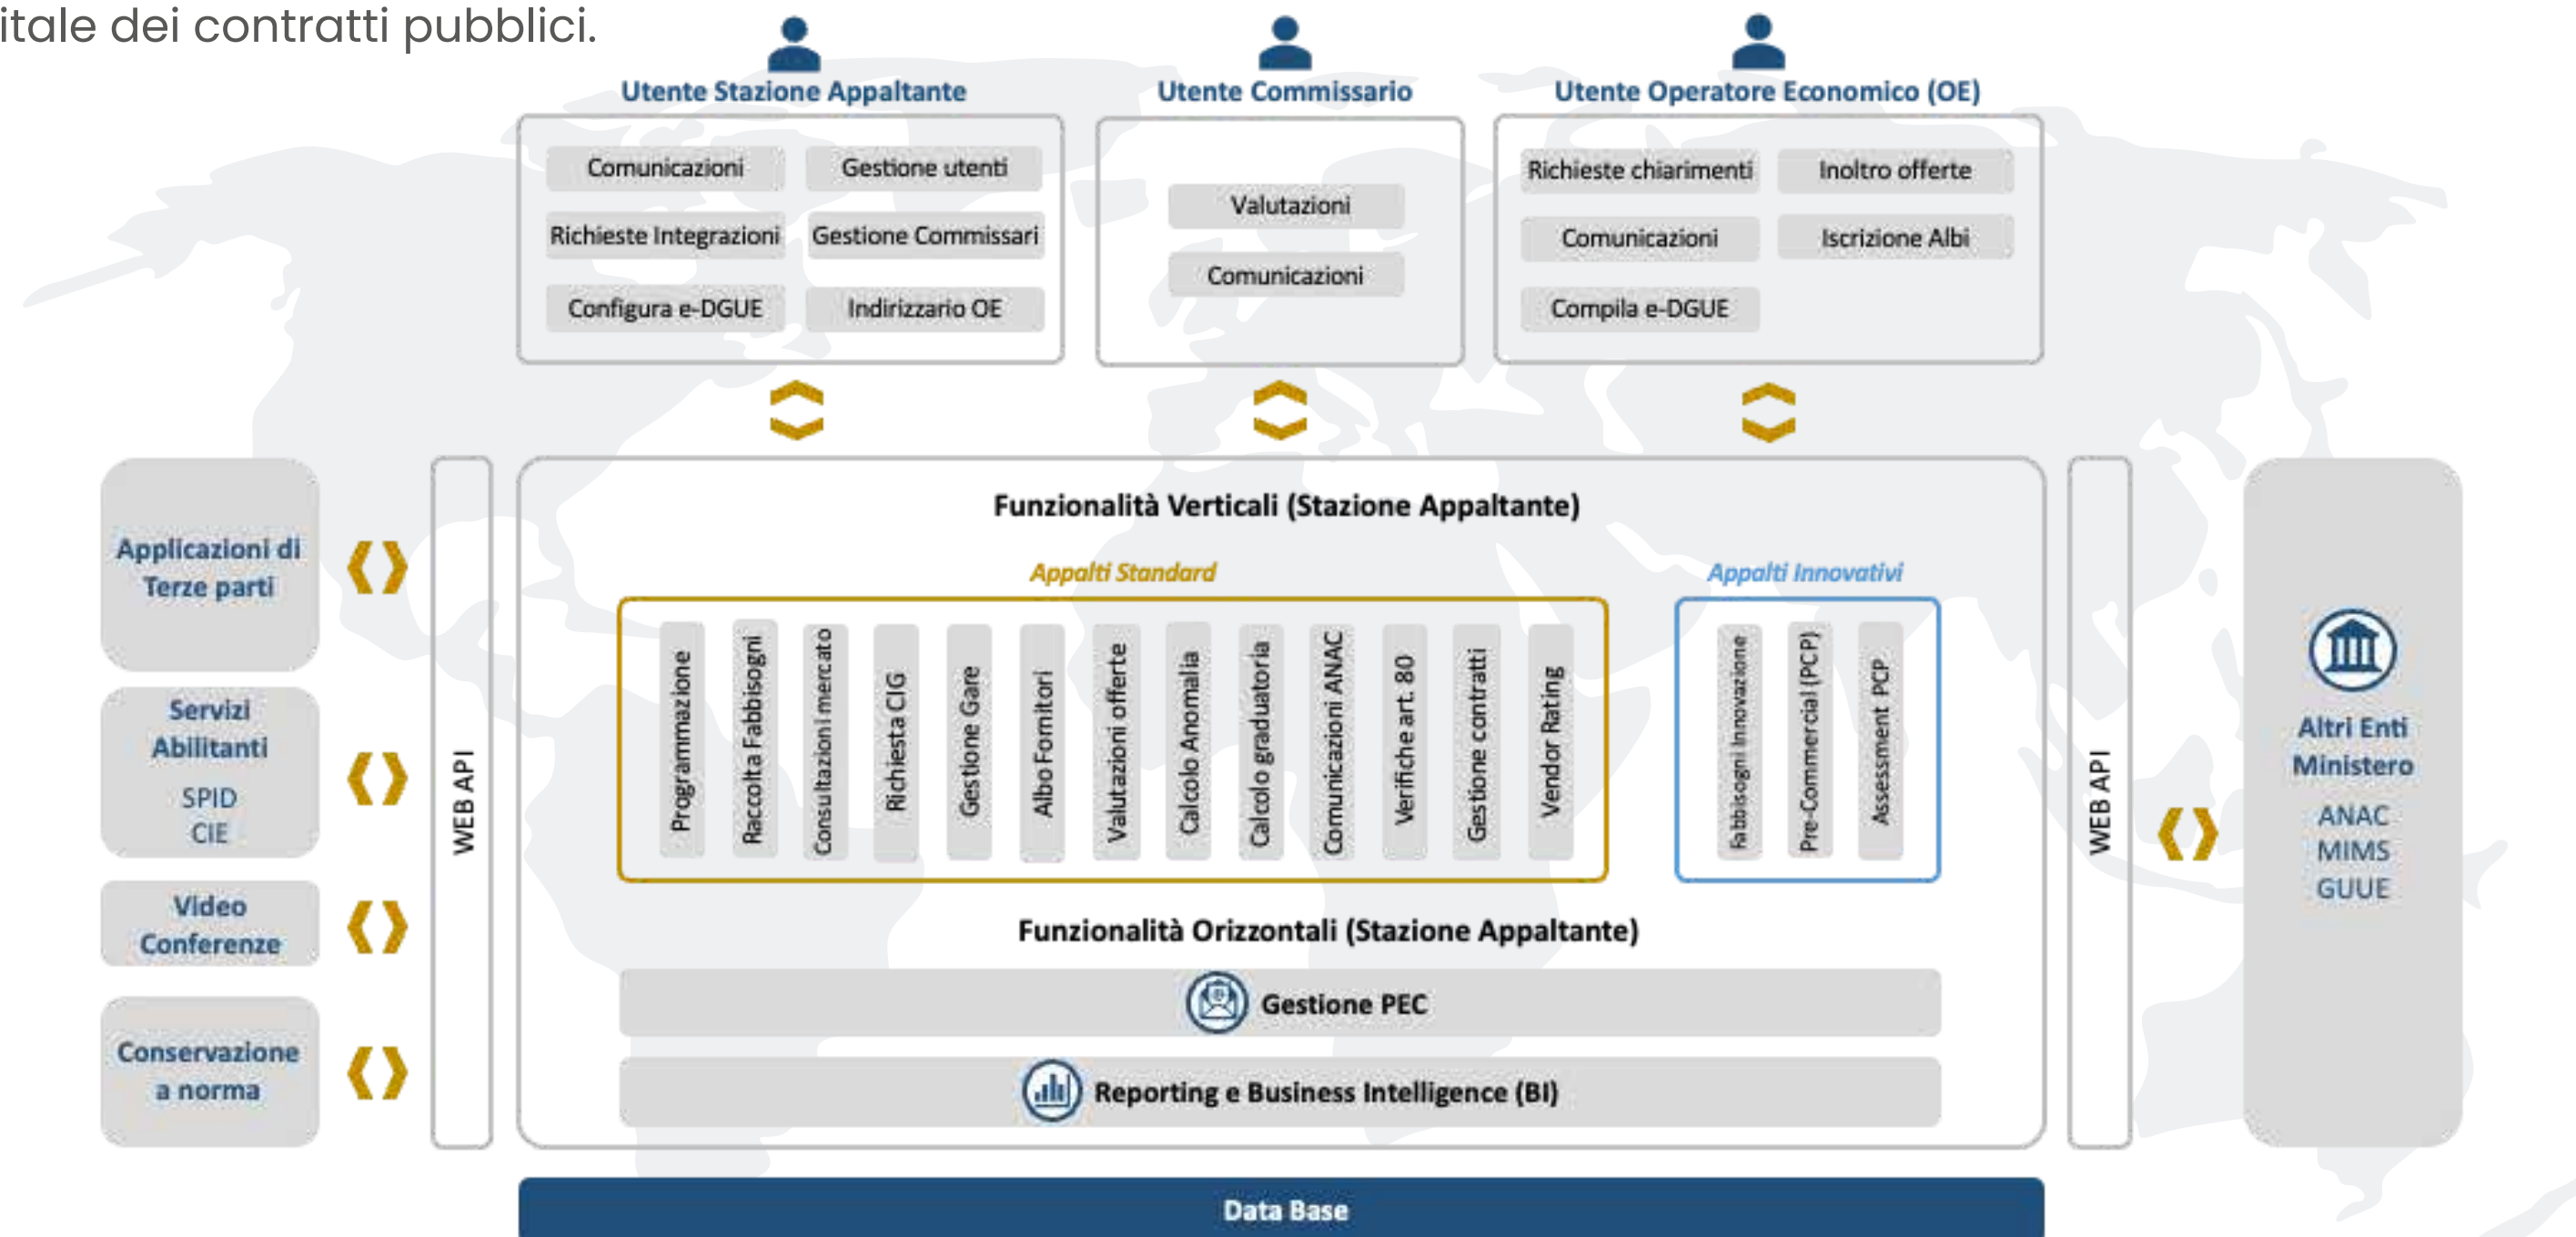 itale dei contratti pubblici.
Utente Stazione Appaltante
Comunicazioni
Gestione utenti
Richieste Integrazioni
Gestione Commissari
Configura e-DGUE
Indirizzario OE
Utente Commissario
Valutazioni
Comunicazioni
Utente Operatore Economico (OE)
Richieste chiarimenti
Inoltro offerte
Comunicazioni
Iscrizione Albi
Compila e-DGUE
Applicazioni di
Terze parti
Servizi
Abilitanti
SPID
CIE
Video
Conferenze
Conservazione
a norma
WEB API
Funzionalità Verticali (Stazione Appaltante)
Appalti Standard
Programmazione
Raccolta Fabbisogni
Consultazioni mercato
Richiesta CIG
Gestione Gare
Albo Fornitori
Valutazioni offerte
Calcolo Anomalia
Calcolo graduatoria
Comunicazioni ANAC
Verifiche art. 80
Gestione contratti
Vendor Rating
Appalti Innovativi
Fabbisogni Innovazione
Pre-Commercial (PCP)
Assessment PCP
Funzionalità Orizzontali (Stazione Appaltante)
Gestione PEC
Reporting e Business Intelligence (BI)
WEB API
Altri Enti
Ministero
ANAC
MIMS
GUUE
Data Base